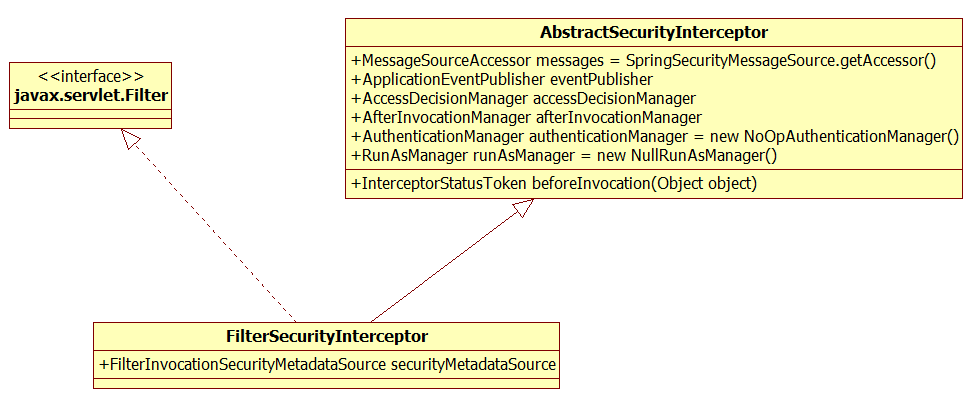 <<interface>>
javax.servlet.Filter
AbstractSecurityInterceptor
+MessageSourceAccessor messages = SpringSecurityMessageSource.getAccessor()
+ApplicationEventPublisher eventPublisher
+AccessDecisionManager accessDecisionManager
+AfterInvocationManager afterInvocationManager
+AuthenticationManager authenticationManager = new NoOpAuthenticationManager()
+RunAsManager runAsManager = new NullRunAsManager()
+InterceptorStatusToken beforeInvocation(Object object)
FilterSecurityInterceptor
+FilterInvocationSecurityMetadataSource securityMetadataSource